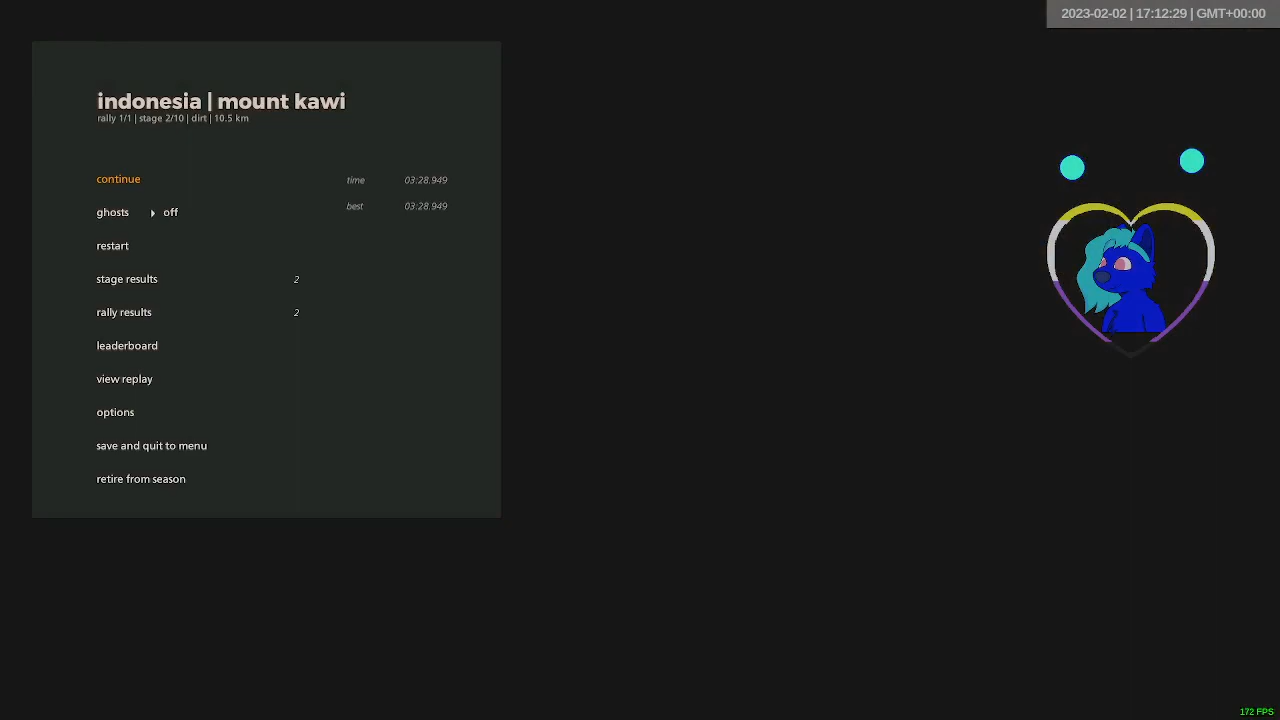 2023-02-02 | 17:12:29 | GMT+00:00
indonesia | mount kawi
rally 1/1 | stage 2/10 | dirt | 10.5 km
continue
time 03:28.949
best 03:28.949
ghosts off
restart
stage results 2
rally results 2
leaderboard
view replay
options
save and quit to menu
retire from season
172 FPS